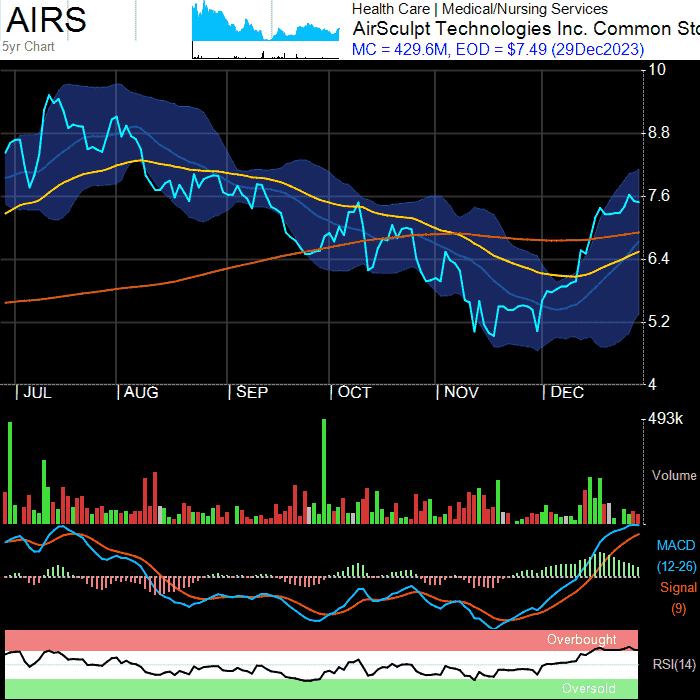 AIRS
5yr Chart
Health Care | Medical/Nursing Services
AirSculpt Technologies Inc. Common Sto
MC = 429.6M, EOD = $7.49 (29Dec2023)
10
8.8
7.6
6.4
5.2
4
JUL AUG SEP OCT NOV DEC
493k
Volume
MACD
(12-26)
Signal
(9)
Overbought
RSI(14)
Oversold